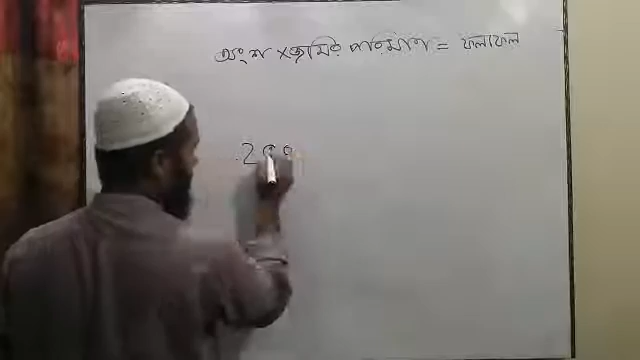 অংশ x জমির পরিমাণ = ফলাফল